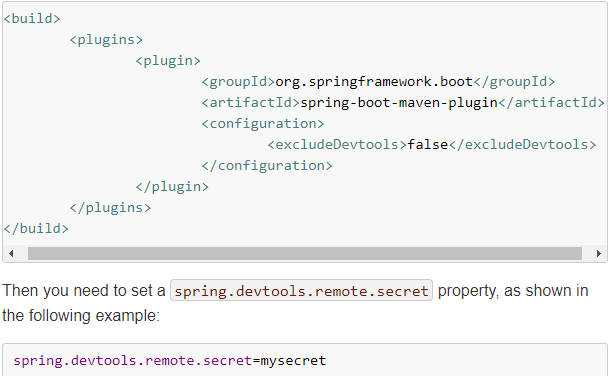 <build>
<plugins>
<plugin>
<groupId>org.springframework.boot</groupId>
<artifactId>spring-boot-maven-plugin</artifactId>
<configuration>
<excludeDevtools>false</excludeDevtools>
</configuration>
</plugin>
</plugins>
</build>
Then you need to set a spring.devtools.remote.secret property, as shown in
the following example:
spring.devtools.remote.secret=mysecret